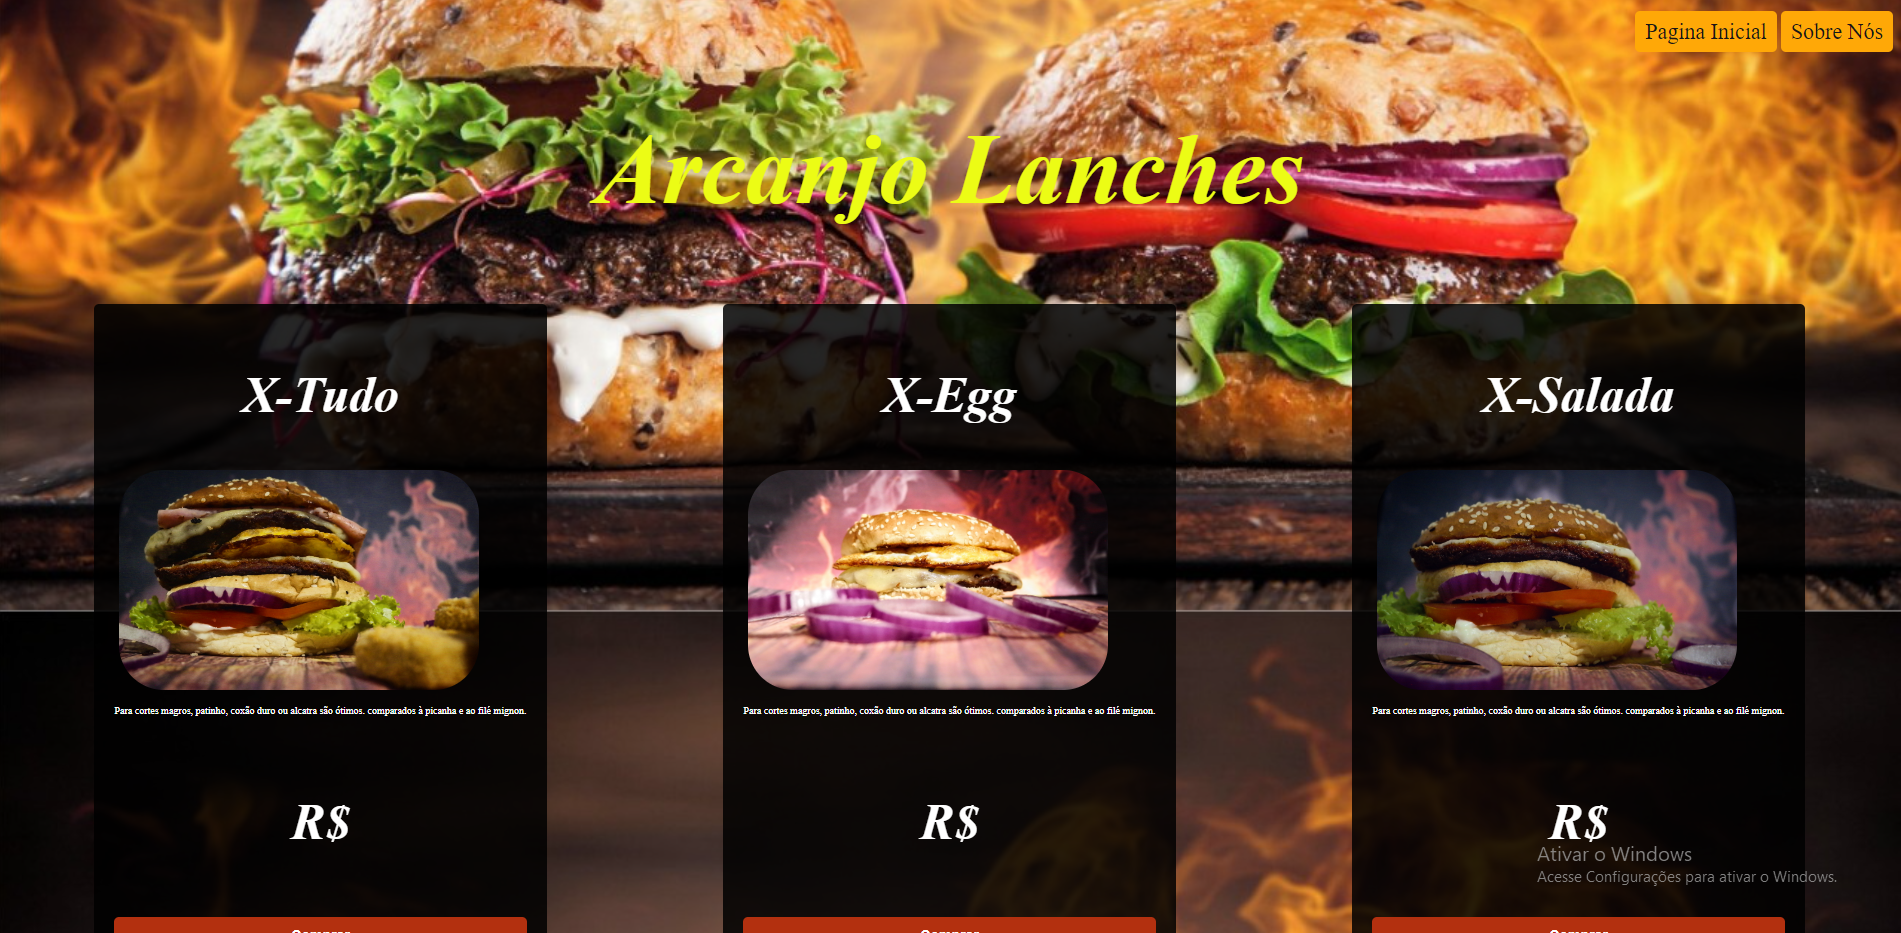 Pagina Inicial Sobre Nós
Arcanjo Lanches
X-Tudo
Para cortes magros, patinho, coxão duro ou alcatra são ótimos. comparados à picanha e ao filé mignon.
R$
X-Egg
Para cortes magros, patinho, coxão duro ou alcatra são ótimos. comparados à picanha e ao filé mignon.
R$
X-Salada
Para cortes magros, patinho, coxão duro ou alcatra são ótimos. comparados à picanha e ao filé mignon.
R$
Ativar o Windows
Acesse Configurações para ativar o Windows.